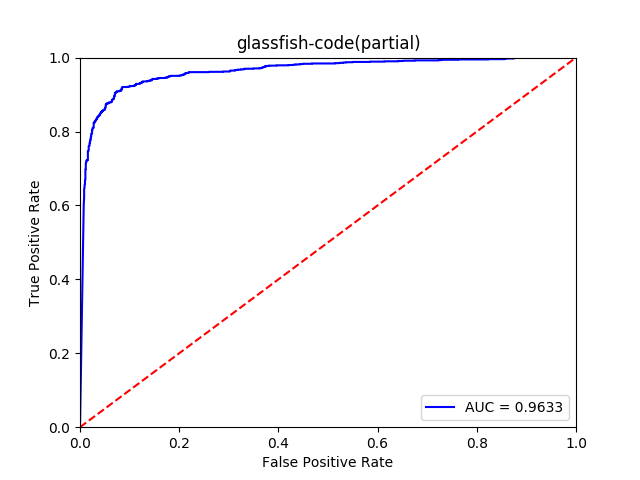 glassfish-code(partial)
True Positive Rate
1.0
0.8
0.6
0.4
0.2
0.0
0.0 0.2 0.4 0.6 0.8 1.0
False Positive Rate
AUC = 0.9633